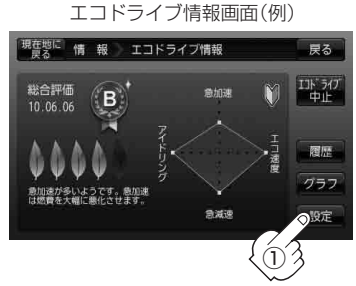 エコドライブ情報画面(例)
現在地に
戻る
情 報
エコドライブ情報
戻る
総合評価
10.06.06
B
急加速
エコドライブ
中止
アイドリング
エコ速度
履歴
急加速が多いようです。急加速
は燃費を大幅に悪化させます。
グラフ
急減速
設定
①